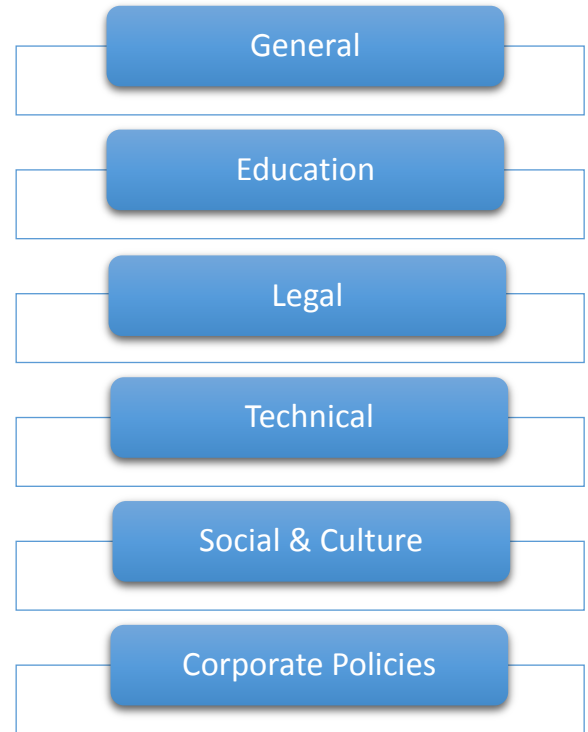 General
Education
Legal
Technical
Social & Culture
Corporate Policies